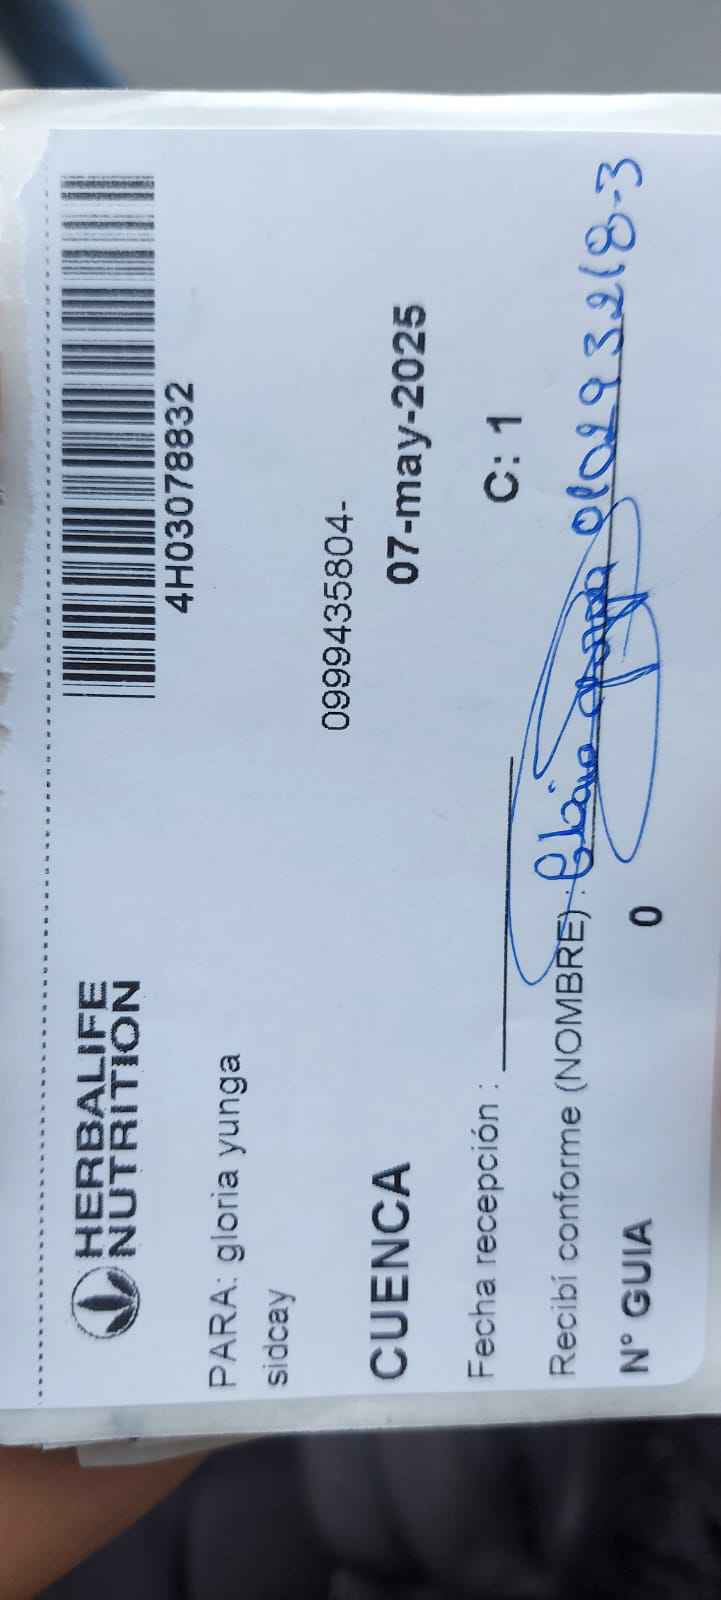 HERBALIFE
NUTRITION
4H03078832
PARA: gloria yunga
sidcay
0999435804-
CUENCA 07-may-2025
Fecha recepción : C: 1
Recibí conforme (NOMBRE) : 010293218-3
N° GUIA 0